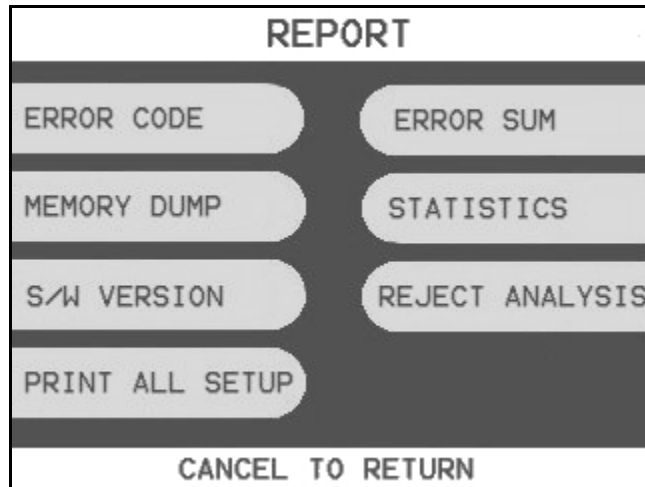 REPORT
ERROR CODE
ERROR SUM
MEMORY DUMP
STATISTICS
S/W VERSION
REJECT ANALYSIS
PRINT ALL SETUP
CANCEL TO RETURN